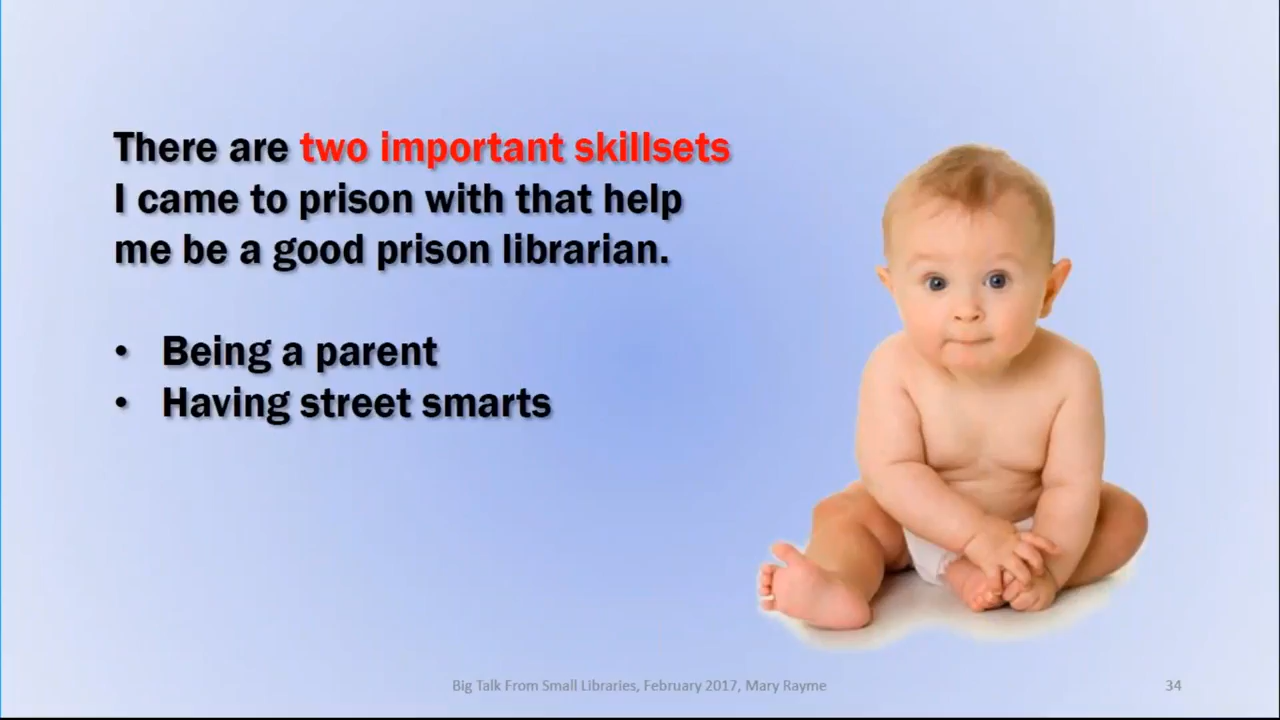 There are two important skillsets
I came to prison with that help
me be a good prison librarian.
• Being a parent
• Having street smarts
Big Talk From Small Libraries, February 2017, Mary Rayme
34